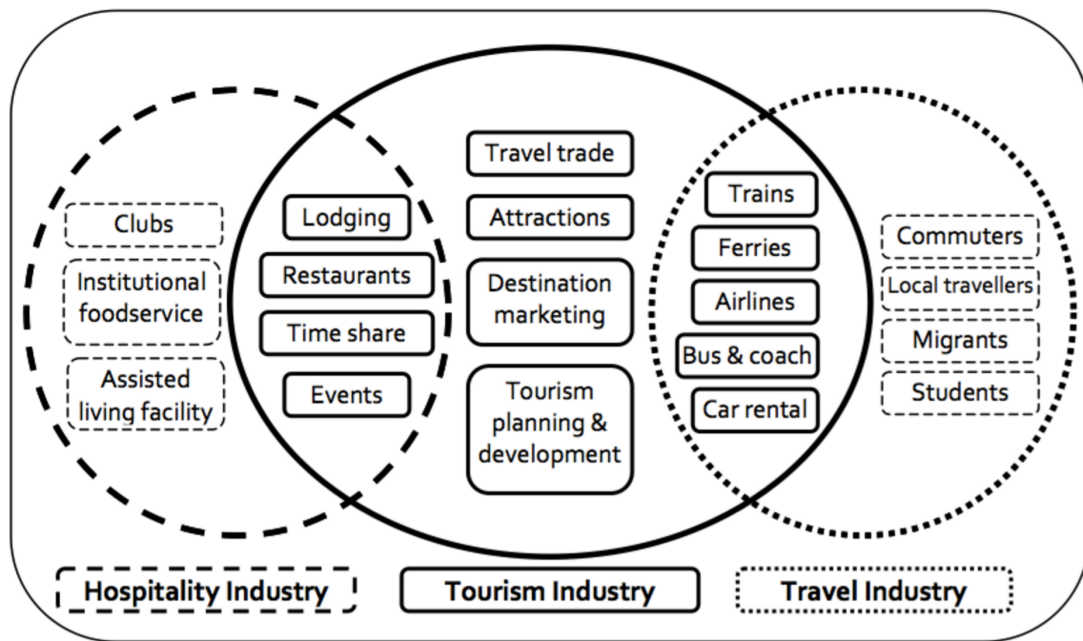 Clubs
Institutional
foodservice
Assisted
living facility
Lodging
Restaurants
Time share
Events
Travel trade
Attractions
Destination
marketing
Tourism
planning &
development
Trains
Ferries
Airlines
Bus & coach
Car rental
Commuters
Local travellers
Migrants
Students
Hospitality Industry
Tourism Industry
Travel Industry